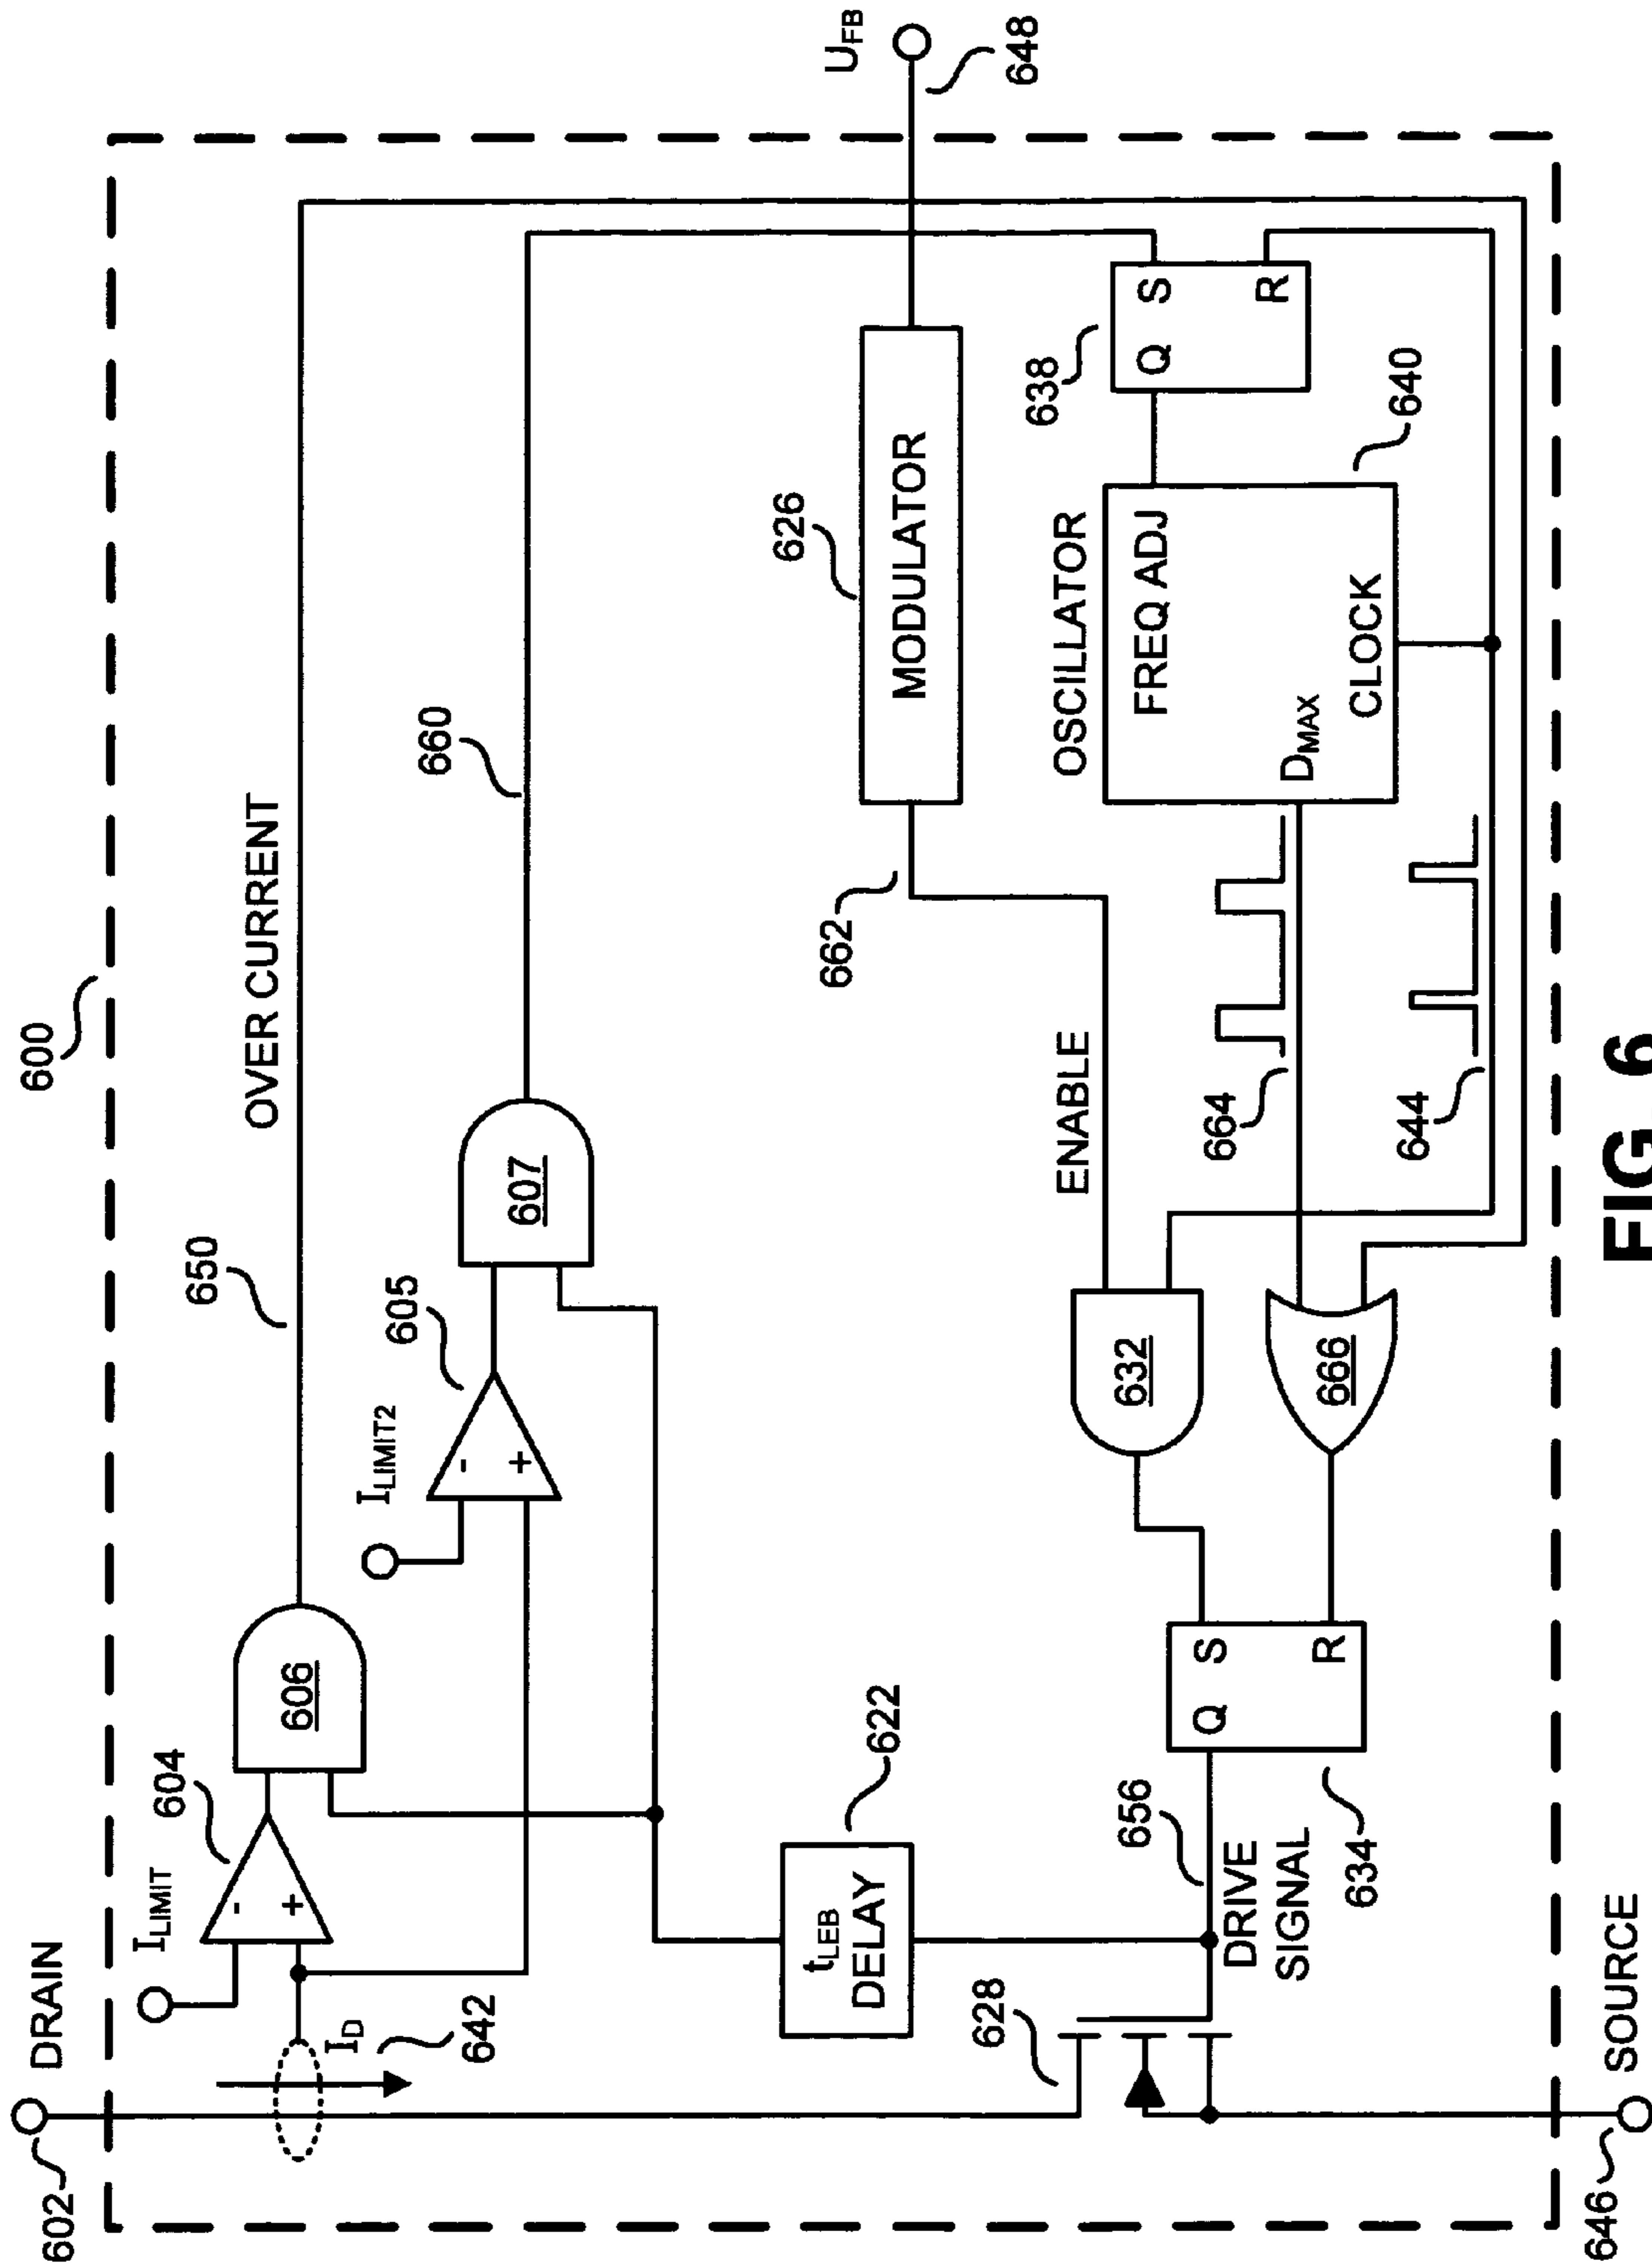 600
602
DRAIN
I_LIMIT
604
606
650
OVER CURRENT
I_D
642
I_LIMIT2
605
607
660
-
+
-
+
t_LEB
DELAY
622
628
656
DRIVE
SIGNAL
Q
S
R
634
632
666
ENABLE
662
626
MODULATOR
U_FB
648
664
644
OSCILLATOR
FREQ ADJ
D_MAX
CLOCK
640
638
Q
S
R
646
SOURCE
FIG. 6